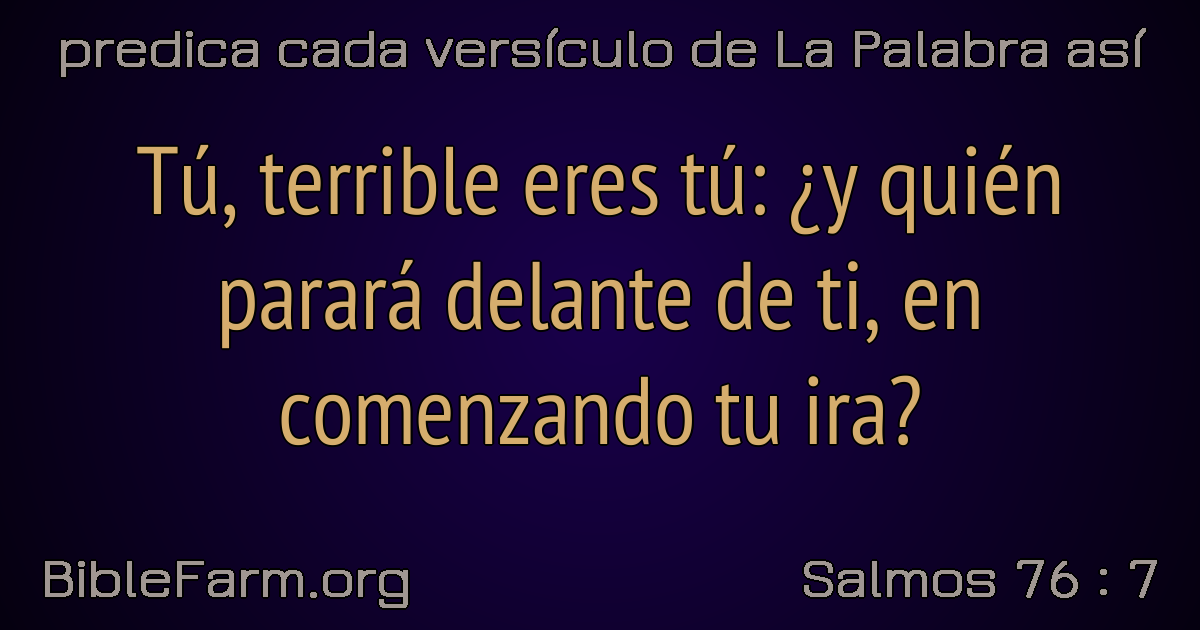 predica cada versículo de La Palabra así
Tú, terrible eres tú: ¿y quién
parará delante de ti, en
comenzando tu ira?
BibleFarm.org
Salmos 76 : 7